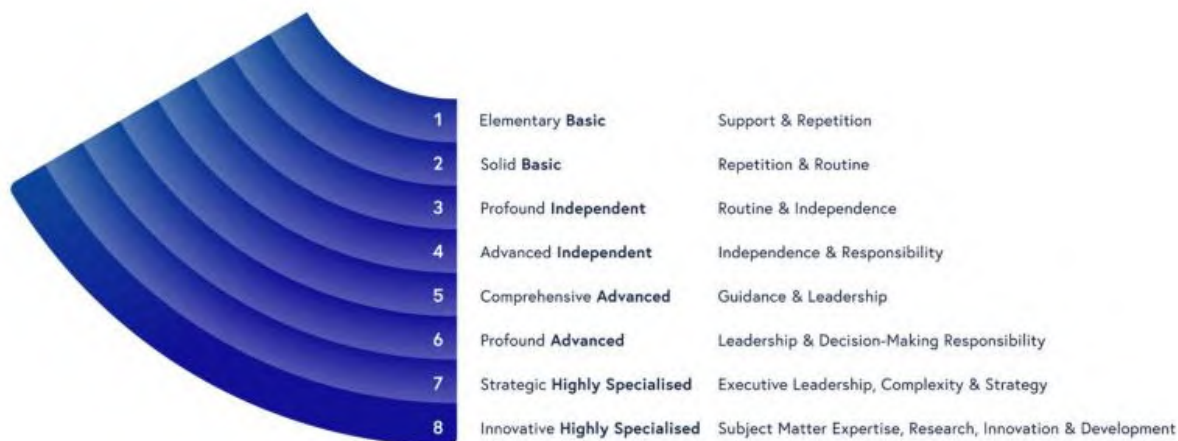 1 Elementary Basic Support & Repetition
2 Solid Basic Repetition & Routine
3 Profound Independent Routine & Independence
4 Advanced Independent Independence & Responsibility
5 Comprehensive Advanced Guidance & Leadership
6 Profound Advanced Leadership & Decision-Making Responsibility
7 Strategic Highly Specialised Executive Leadership, Complexity & Strategy
8 Innovative Highly Specialised Subject Matter Expertise, Research, Innovation & Development